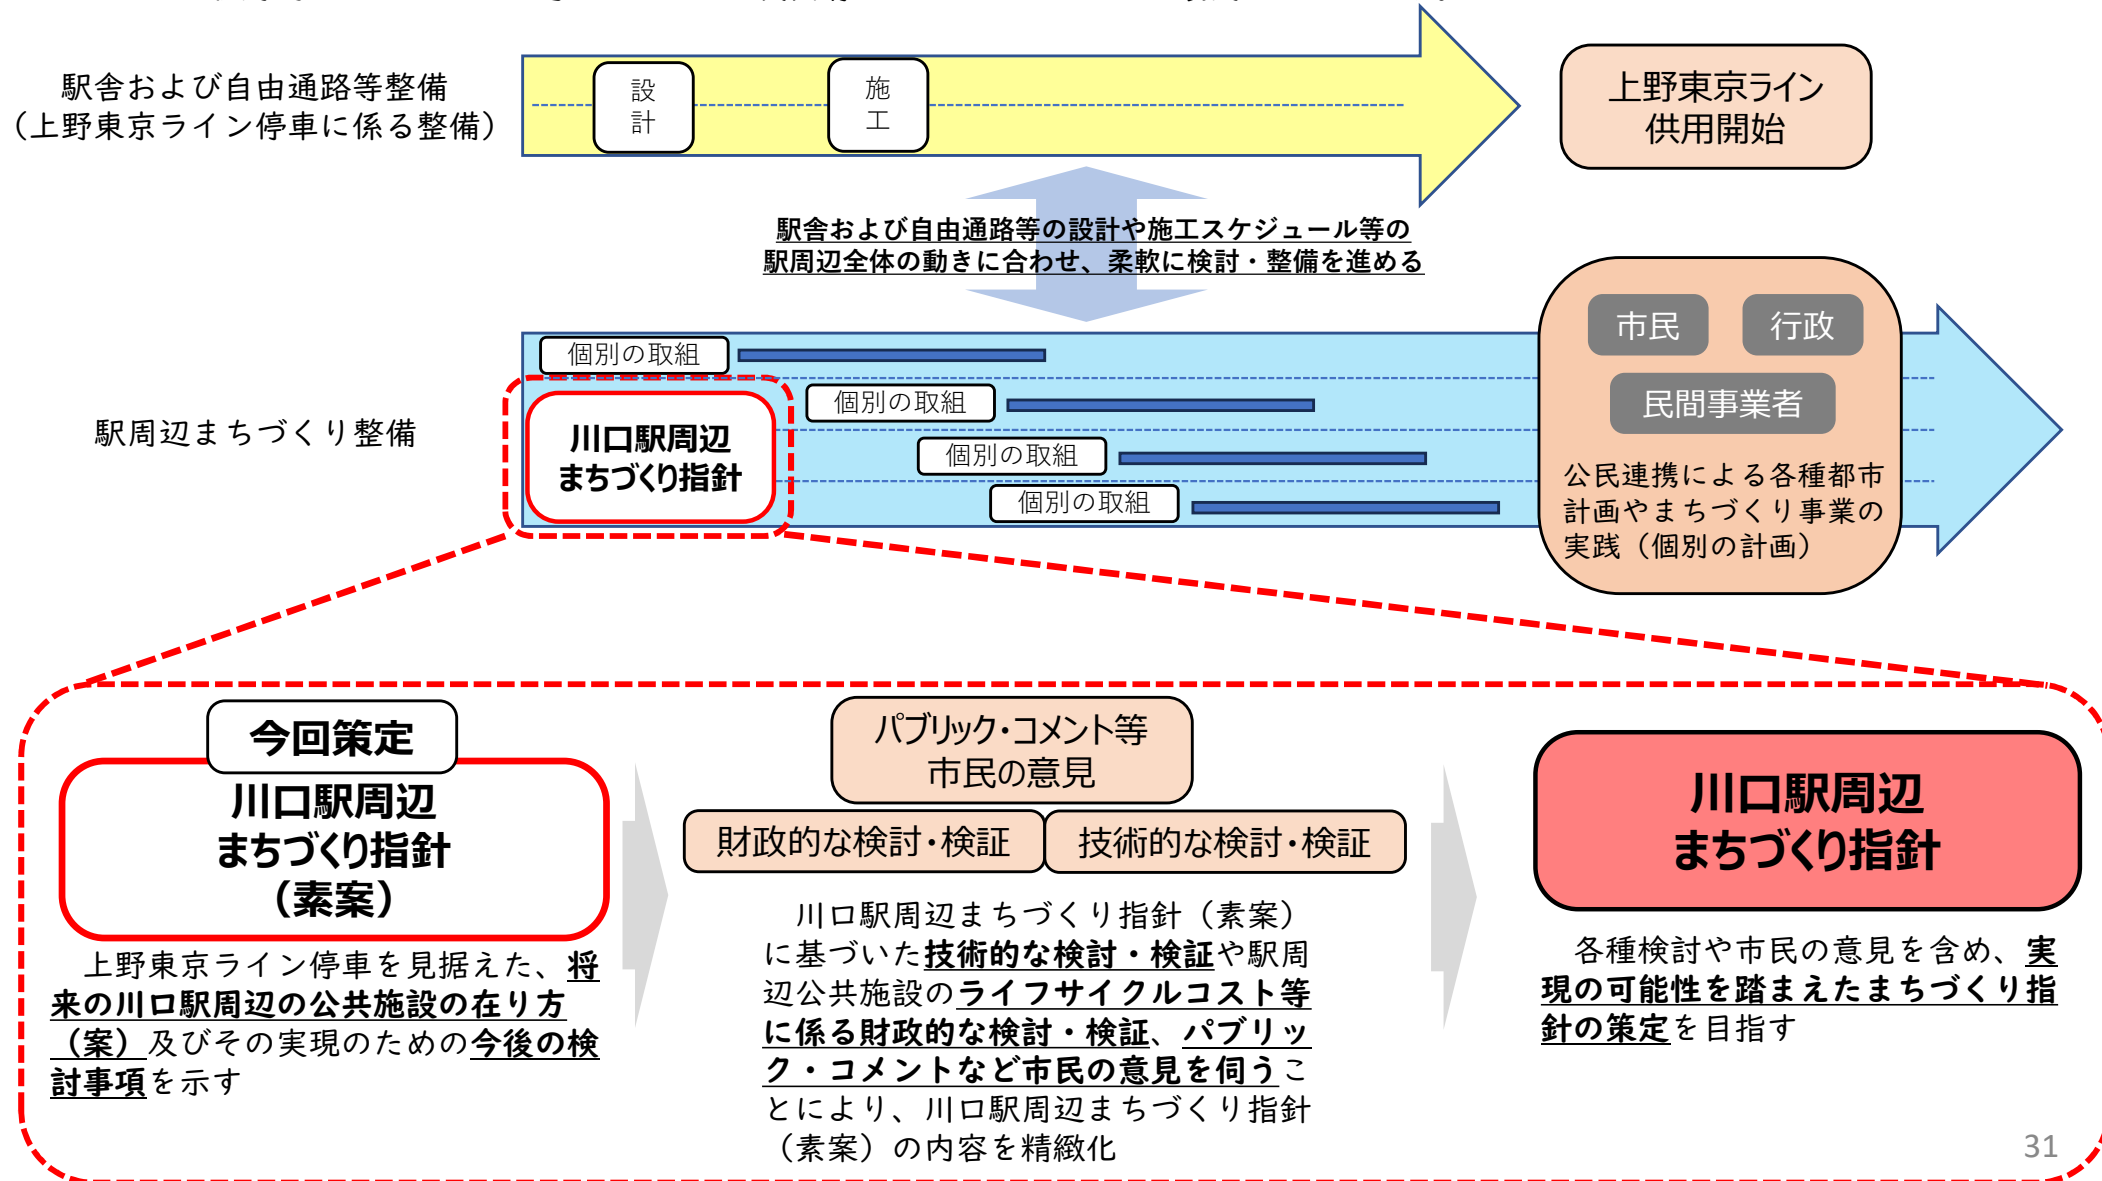 駅舎および自由通路等整備
（上野東京ライン停車に係る整備）
設
計
施
工
上野東京ライン
供用開始
駅舎および自由通路等の設計や施工スケジュール等の
駅周辺全体の動きに合わせ、柔軟に検討・整備を進める
駅周辺まちづくり整備
個別の取組
個別の取組
個別の取組
個別の取組
川口駅周辺
まちづくり指針
市民
行政
民間事業者
公民連携による各種都市
計画やまちづくり事業の
実践（個別の計画）
今回策定
川口駅周辺
まちづくり指針
（素案）
上野東京ライン停車を見据えた、将
来の川口駅周辺の公共施設の在り方
（案）及びその実現のための今後の検
討事項を示す
パブリック・コメント等
市民の意見
財政的な検討・検証
技術的な検討・検証
川口駅周辺まちづくり指針（素案）
に基づいた技術的な検討・検証や駅周
辺公共施設のライフサイクルコスト等
に係る財政的な検討・検証、パブリッ
ク・コメントなど市民の意見を伺うこ
とにより、川口駅周辺まちづくり指針
（素案）の内容を精緻化
川口駅周辺
まちづくり指針
各種検討や市民の意見を含め、実
現の可能性を踏まえたまちづくり指
針の策定を目指す
31